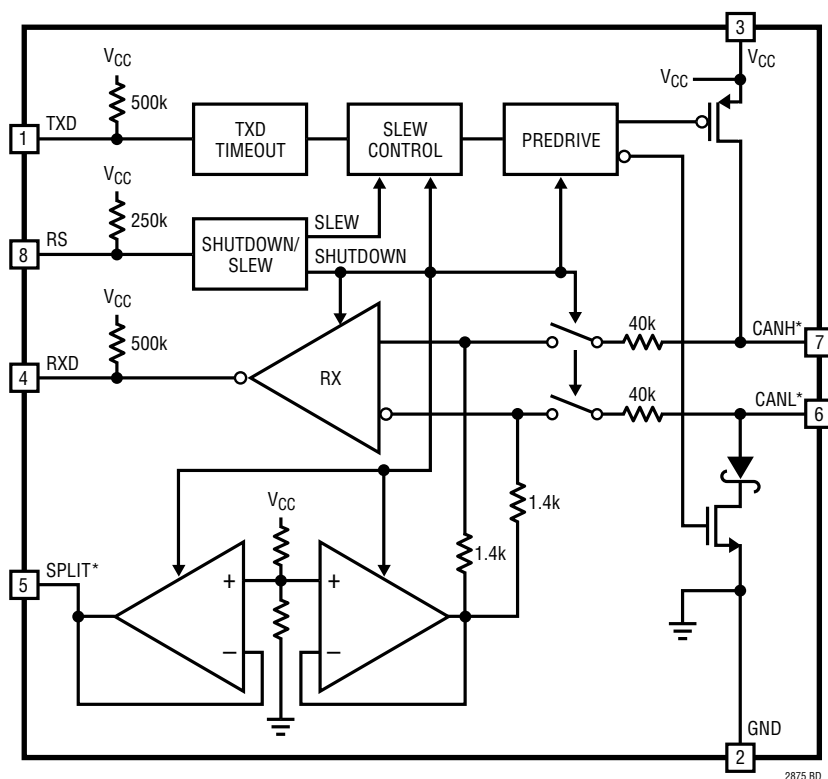 3
VCC
VCC
VCC
500k
1
TXD
TXD
TIMEOUT
SLEW
CONTROL
PREDRIVE
VCC
250k
8
RS
SHUTDOWN/
SLEW
SLEW
SHUTDOWN
VCC
500k
4
RXD
RX
40k
CANH*
7
40k
CANL*
6
1.4k
1.4k
VCC
5
SPLIT*
+
+
−
−
GND
2
2875 BD